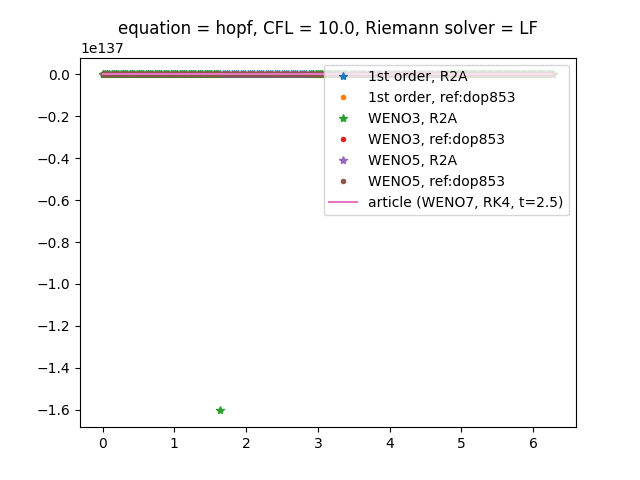 equation = hopf, CFL = 10.0, Riemann solver = LF
1e137
0.0
−0.2
−0.4
−0.6
−0.8
−1.0
−1.2
−1.4
−1.6
1st order, R2A
1st order, ref:dop853
WENO3, R2A
WENO3, ref:dop853
WENO5, R2A
WENO5, ref:dop853
article (WENO7, RK4, t=2.5)
0 1 2 3 4 5 6